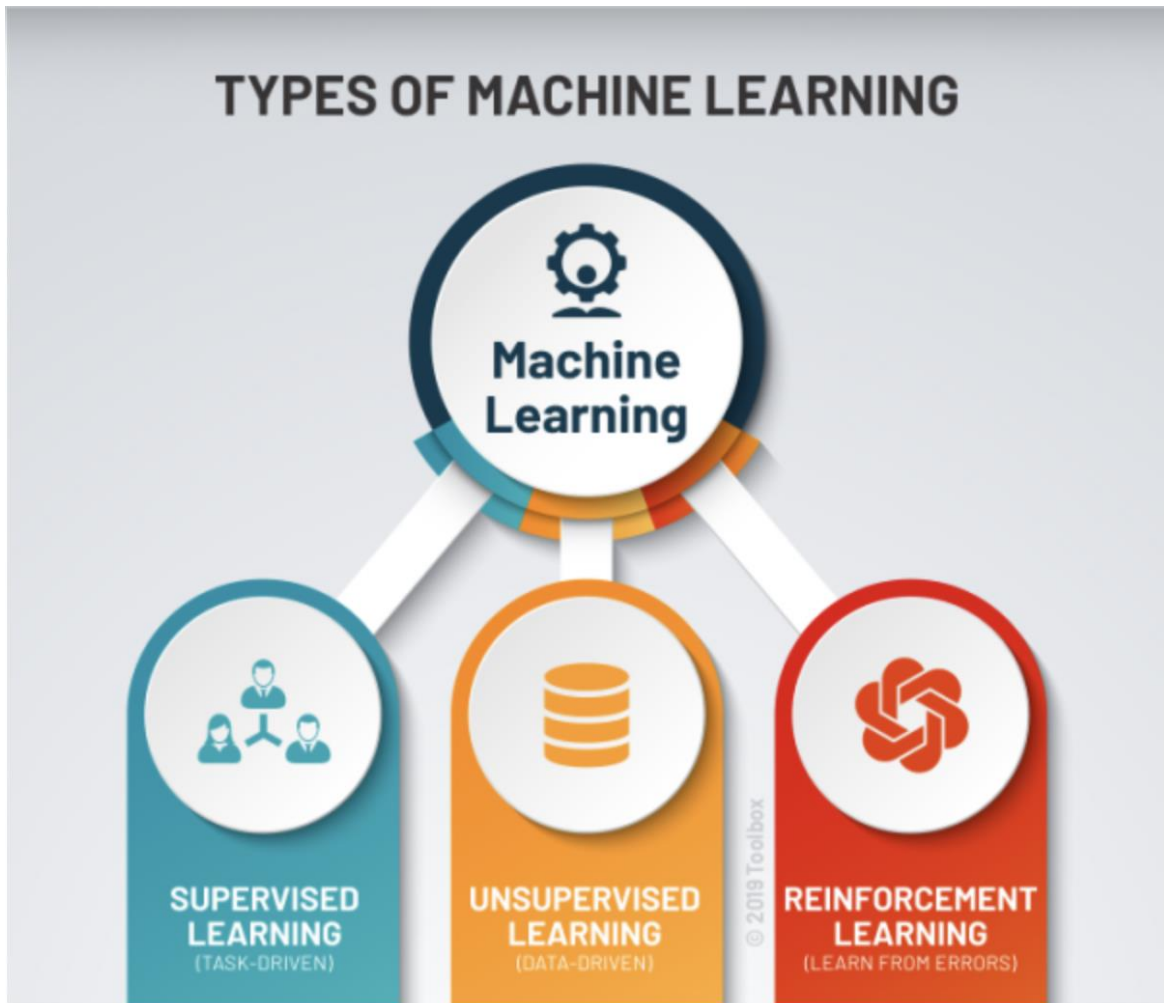 TYPES OF MACHINE LEARNING
Machine
Learning
SUPERVISED
LEARNING
(TASK-DRIVEN)
UNSUPERVISED
LEARNING
(DATA-DRIVEN)
© 2019 Toolbox
REINFORCEMENT
LEARNING
(LEARN FROM ERRORS)